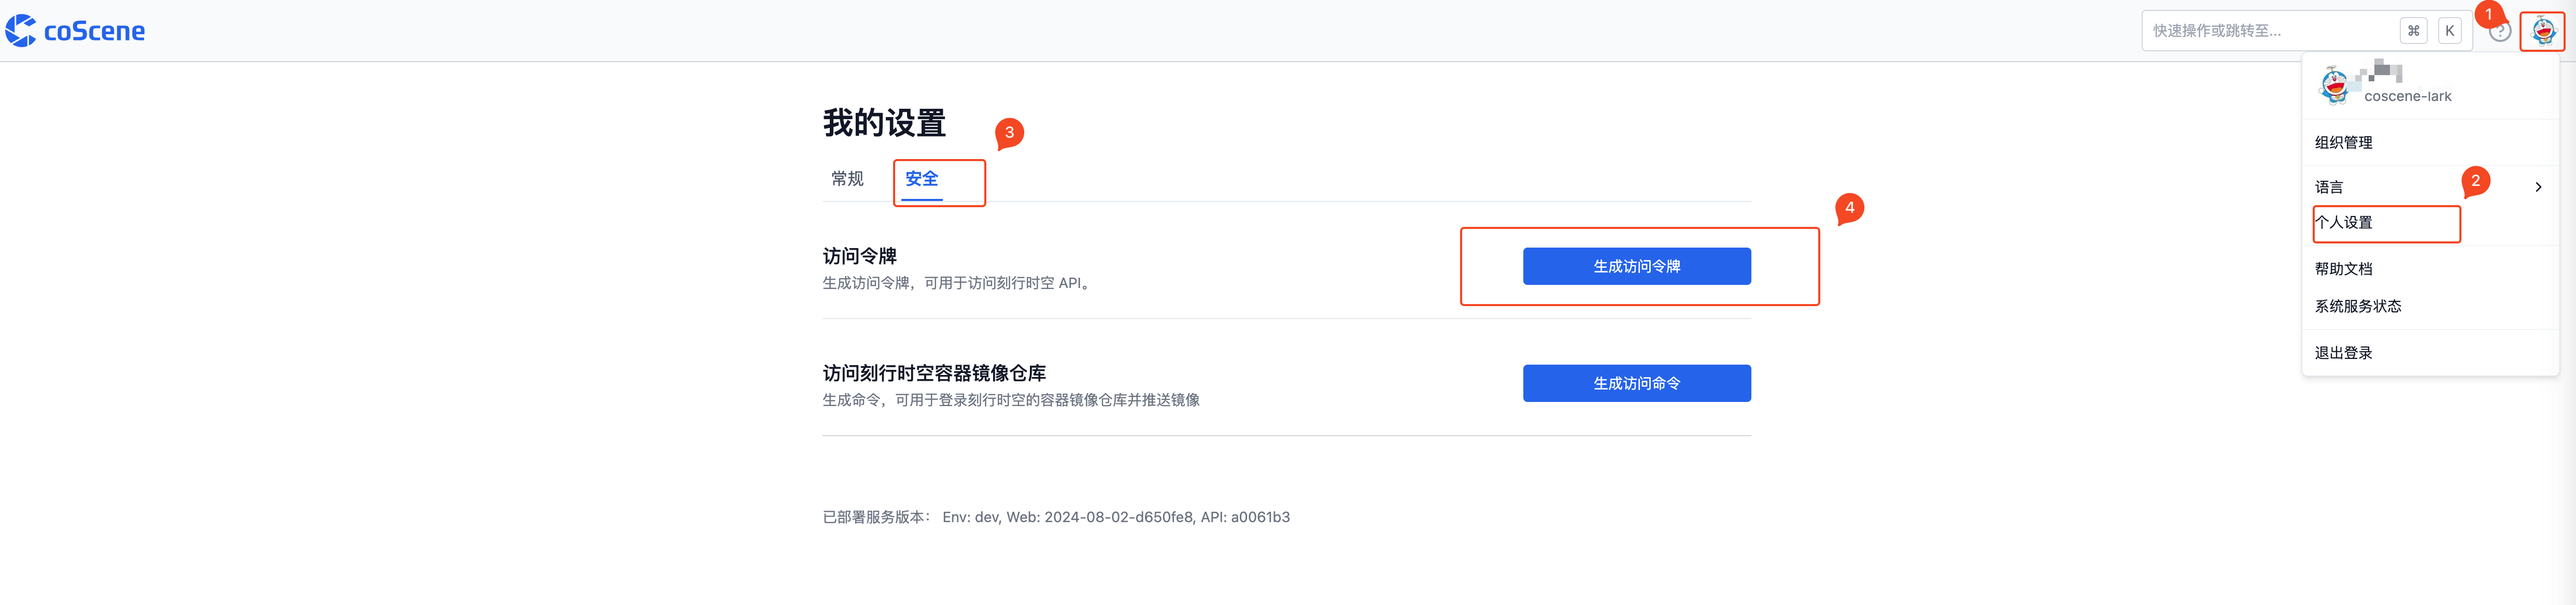 coScene
快速操作或跳转至...
⌘
K
1
?
coscene-lark
组织管理
语言
2
个人设置
帮助文档
系统服务状态
退出登录
我的设置
3
常规
安全
4
访问令牌
生成访问令牌，可用于访问刻行时空 API。
生成访问令牌
访问刻行时空容器镜像仓库
生成命令，可用于登录刻行时空的容器镜像仓库并推送镜像
生成访问命令
已部署服务版本： Env: dev, Web: 2024-08-02-d650fe8, API: a0061b3